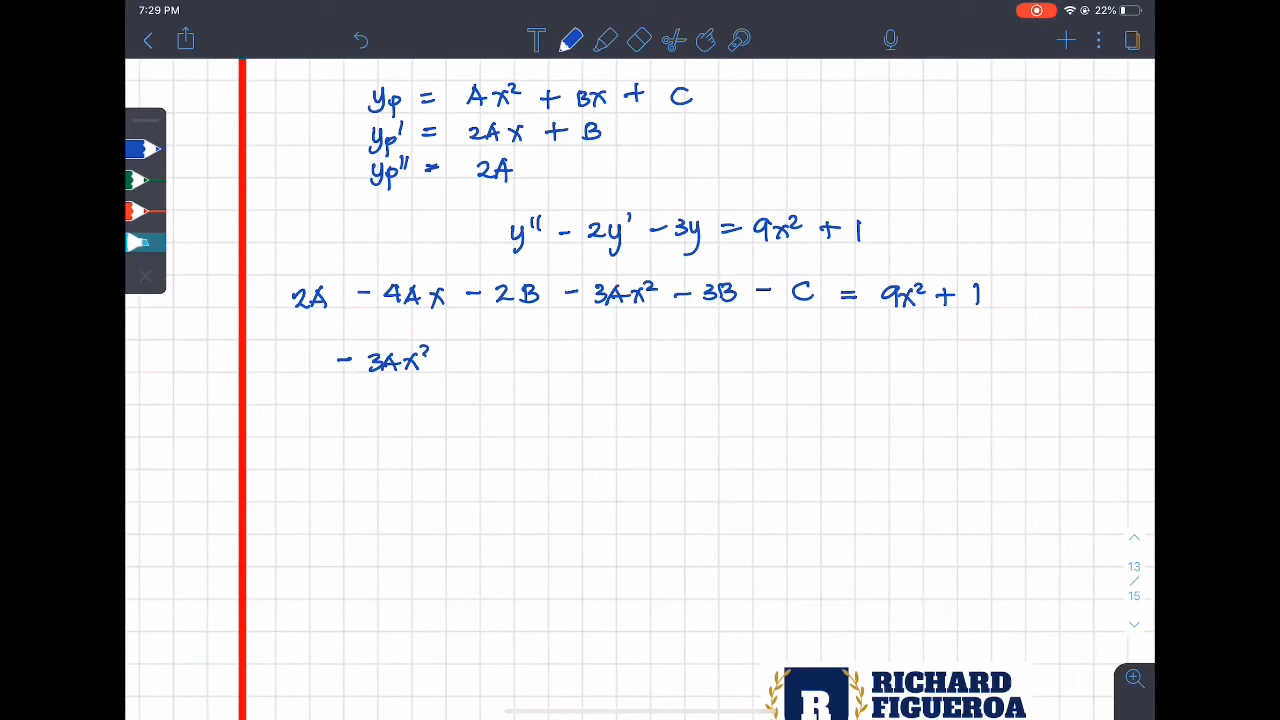 7:29 PM
22%
T
yp = Ax² + Bx + C
yp' = 2Ax + B
yp'' = 2A
y'' - 2y' - 3y = 9x² + 1
2A - 4Ax - 2B - 3Ax² - 3B - C = 9x² + 1
- 3Ax²
13
/
15
R
RICHARD
FIGUEROA